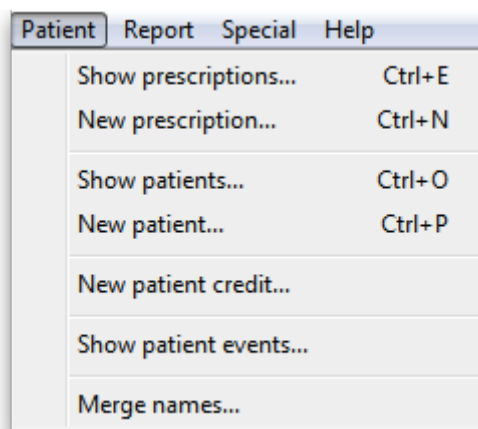 Patient Report Special Help
Show prescriptions... Ctrl+E
New prescription... Ctrl+N
Show patients... Ctrl+O
New patient... Ctrl+P
New patient credit...
Show patient events...
Merge names...